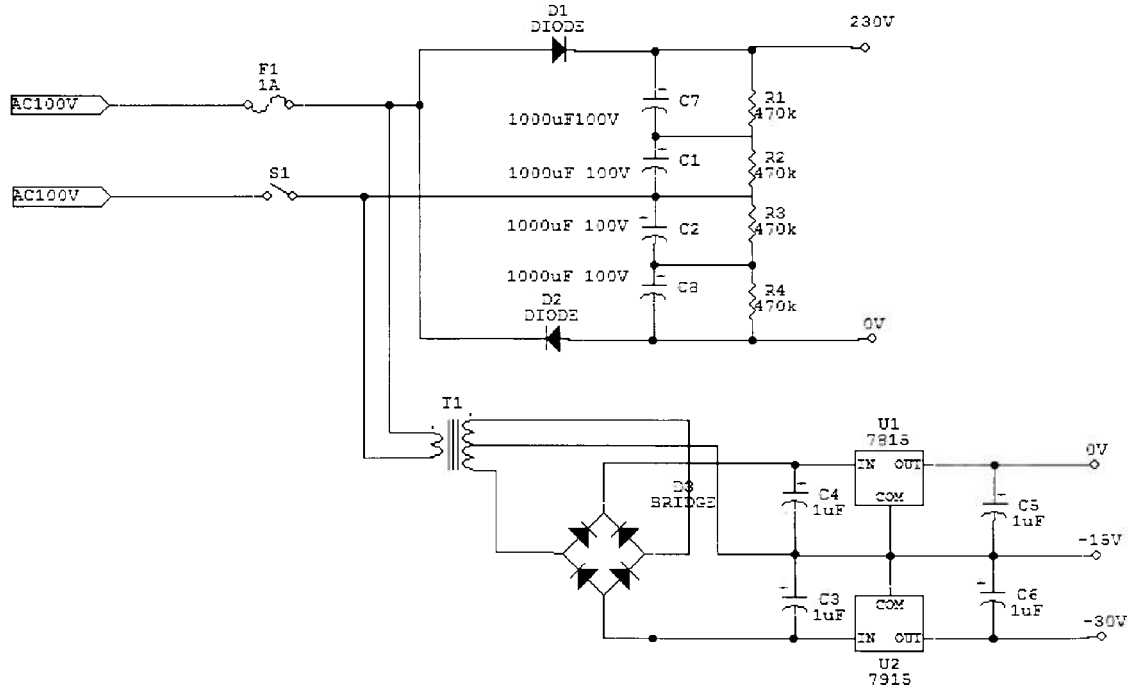 D1
DIODE
230V
F1
1A
AC100V
C7
R1
470k
1000uF100V
C1
R2
470k
1000uF 100V
S1
AC100V
R3
470k
1000uF 100V
C2
1000uF 100V
C8
R4
470k
D2
DIODE
0V
T1
U1
7815
0V
IN OUT
D3
BRIDGE
C4
1uF
COM
C5
1uF
-15V
C3
1uF
COM
C6
1uF
-30V
IN OUT
U2
7915